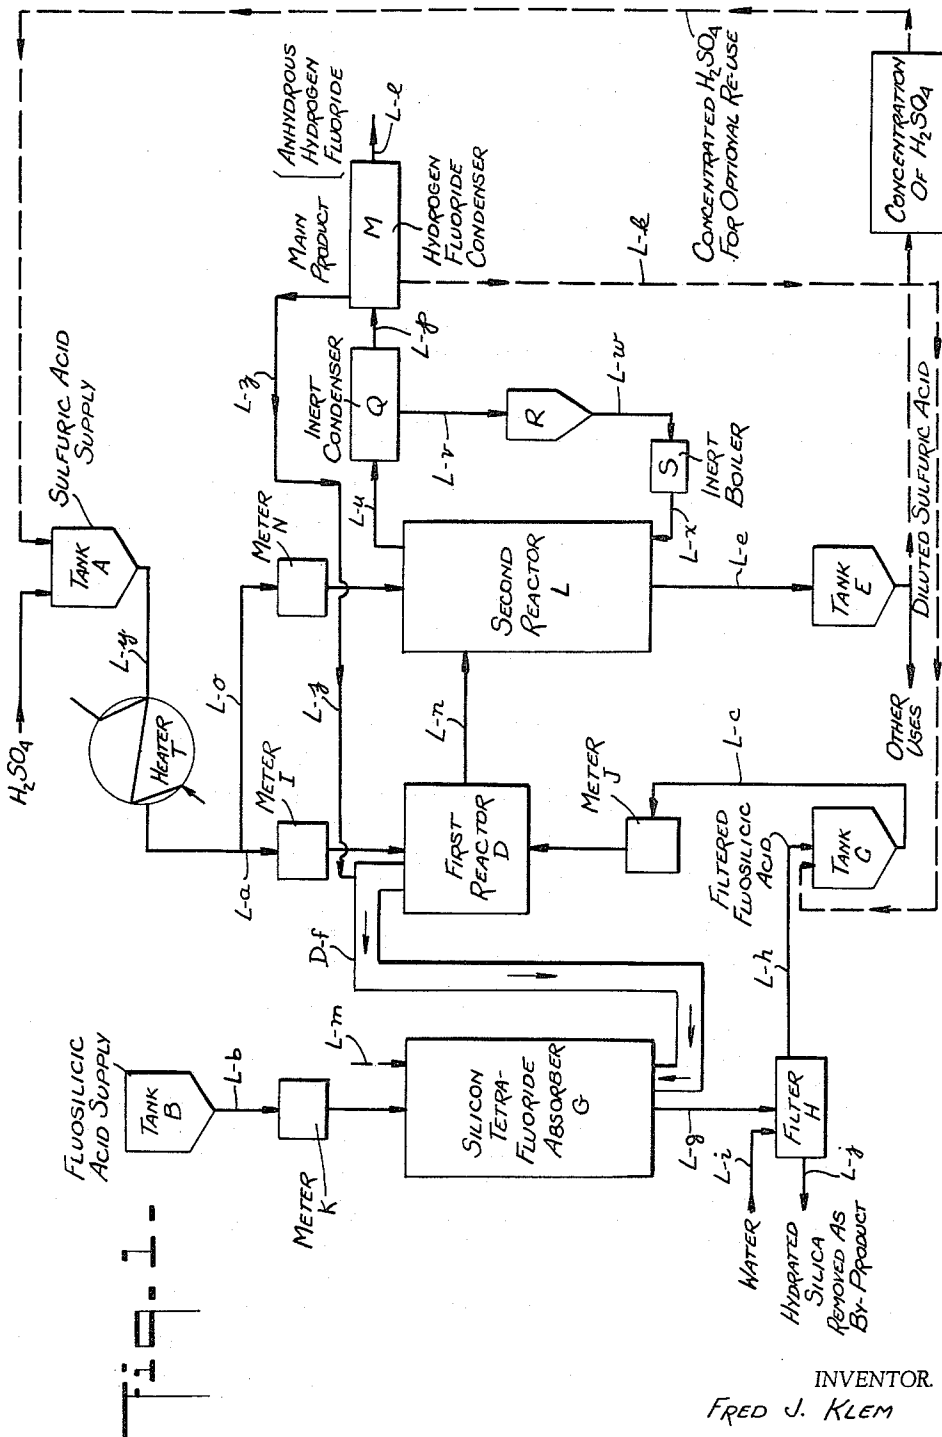 Fig. 1.
FLUOSILICIC
ACID SUPPLY
TANK
B
L-b
METER
K
L-m
SILICON
TETRA-
FLUORIDE
ABSORBER
G
L-g
WATER
L-i
FILTER
H
L-j
HYDRATED
SILICA
REMOVED AS
BY-PRODUCT
L-h
FILTERED
FLUOSILICIC
ACID
TANK
C
L-c
METER
J
D-f
FIRST
REACTOR
D
L-n
L-a
METER
I
HEATER
T
L-y
H2SO4
TANK
A
SULFURIC ACID
SUPPLY
L-o
METER
N
L-z
L-z
SECOND
REACTOR
L
L-e
TANK
E
OTHER
USES
DILUTED SULFURIC ACID
L-u
INERT
CONDENSER
Q
L-v
R
L-w
S
INERT
BOILER
L-x
L-p
MAIN
PRODUCT
(ANHYDROUS
HYDROGEN
FLUORIDE
M
L-l
HYDROGEN
FLUORIDE
CONDENSER
L-k
CONCENTRATED H2SO4
FOR OPTIONAL RE-USE
CONCENTRATION
OF H2SO4
INVENTOR.
FRED J. KLEM